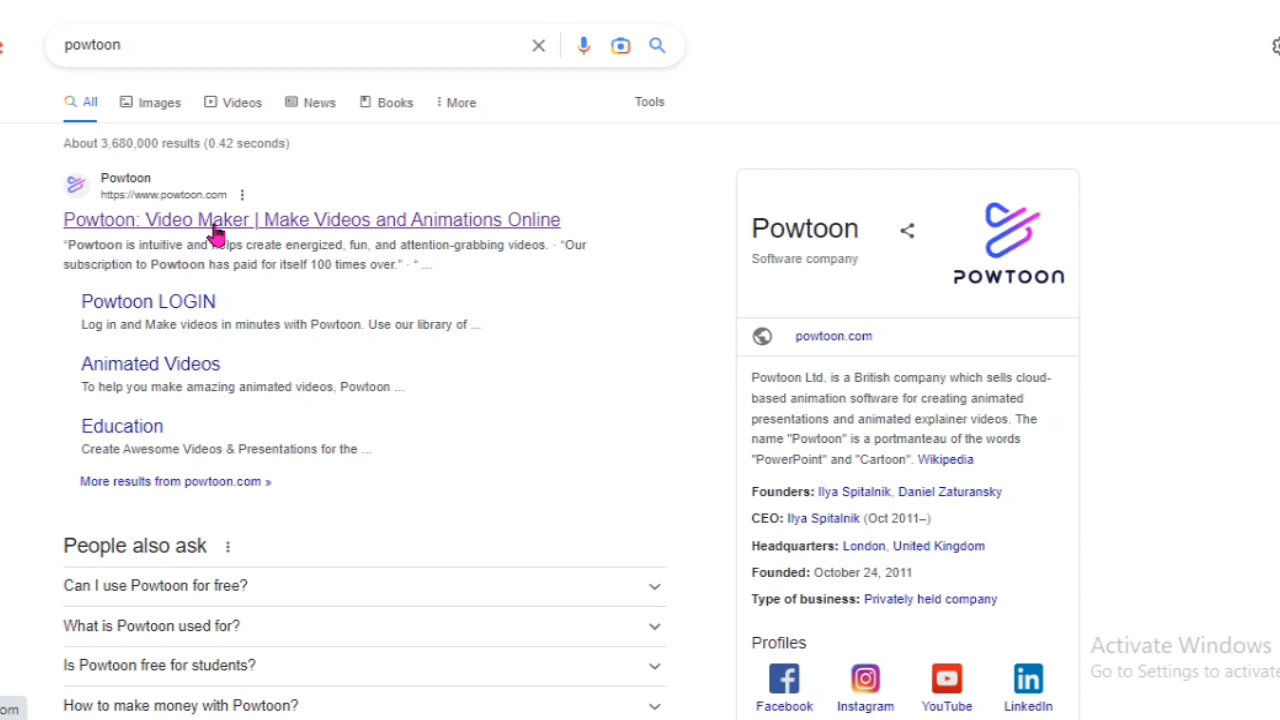 powtoon
All
Images
Videos
News
Books
More
Tools
About 3,680,000 results (0.42 seconds)
Powtoon
https://www.powtoon.com
Powtoon: Video Maker | Make Videos and Animations Online
“Powtoon is intuitive and helps create energized, fun, and attention-grabbing videos. · “Our
subscription to Powtoon has paid for itself 100 times over.” · “ ...
Powtoon LOGIN
Log in and Make videos in minutes with Powtoon. Use our library of ...
Animated Videos
To help you make amazing animated videos, Powtoon ...
Education
Create Awesome Videos & Presentations for the ...
More results from powtoon.com »
People also ask
Can I use Powtoon for free?
What is Powtoon used for?
Is Powtoon free for students?
How to make money with Powtoon?
om
Powtoon
Software company
POWTOON
powtoon.com
Powtoon Ltd. is a British company which sells cloud-
based animation software for creating animated
presentations and animated explainer videos. The
name "Powtoon" is a portmanteau of the words
"PowerPoint" and "Cartoon". Wikipedia
Founders: Ilya Spitalnik, Daniel Zaturansky
CEO: Ilya Spitalnik (Oct 2011–)
Headquarters: London, United Kingdom
Founded: October 24, 2011
Type of business: Privately held company
Profiles
Facebook
Instagram
YouTube
LinkedIn
Activate Windows
Go to Settings to activate